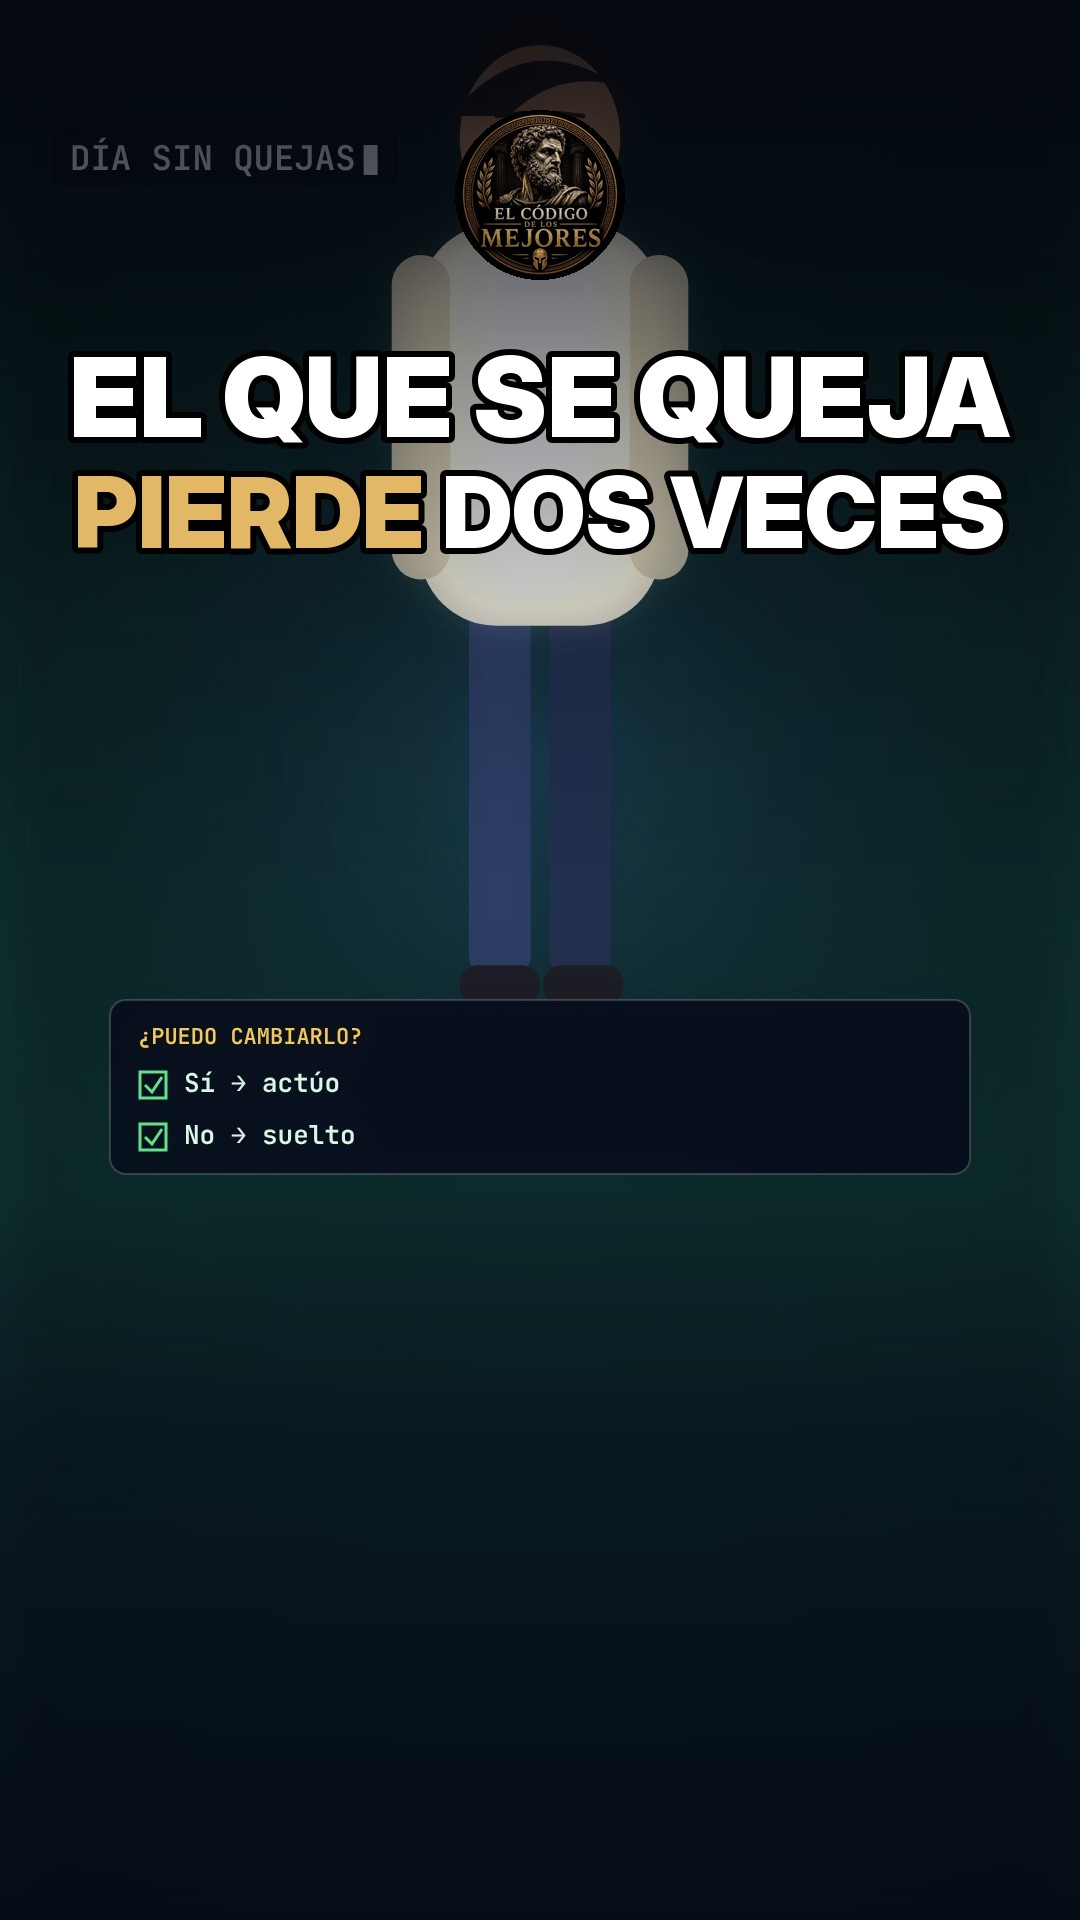 DÍA SIN QUEJAS
EL CÓDIGO
DE LOS
MEJORES
EL QUE SE QUEJA
PIERDE DOS VECES
¿PUEDO CAMBIARLO?
Sí → actúo
No → suelto